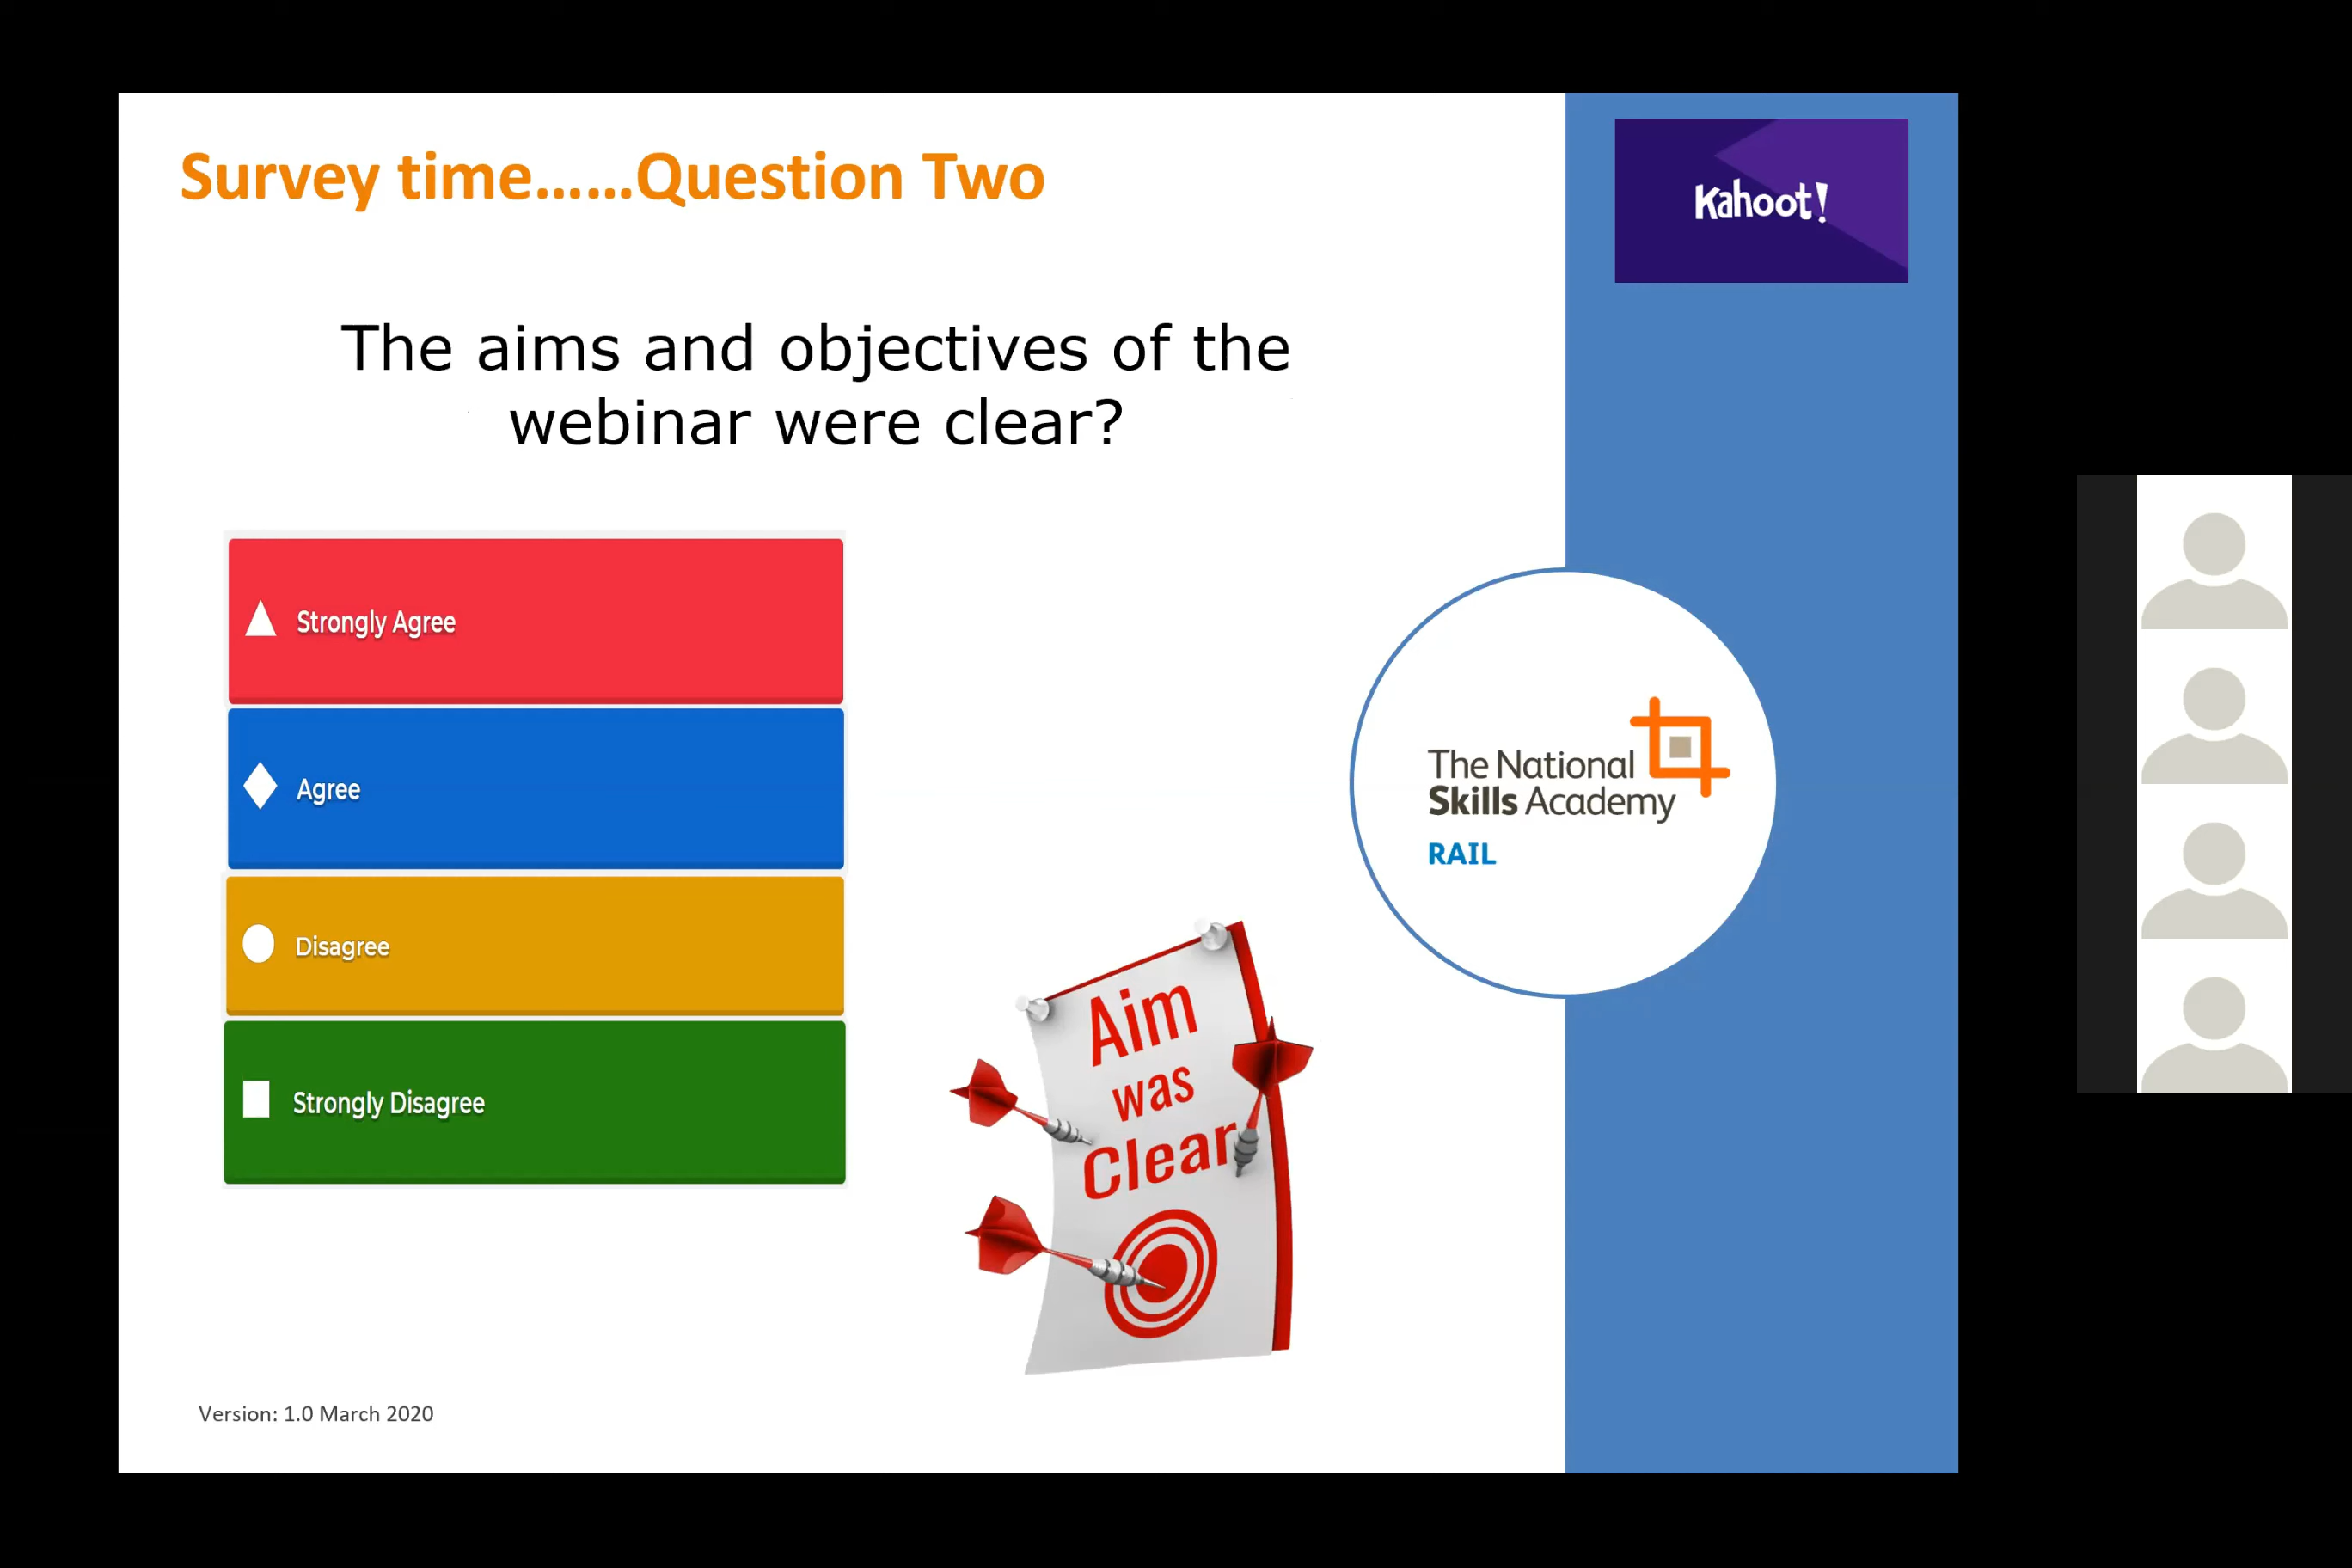 Survey time......Question Two
Kahoot!
The aims and objectives of the
webinar were clear?
Strongly Agree
Agree
Disagree
Strongly Disagree
The National
Skills Academy
RAIL
Aim
was
Clear
Version: 1.0 March 2020